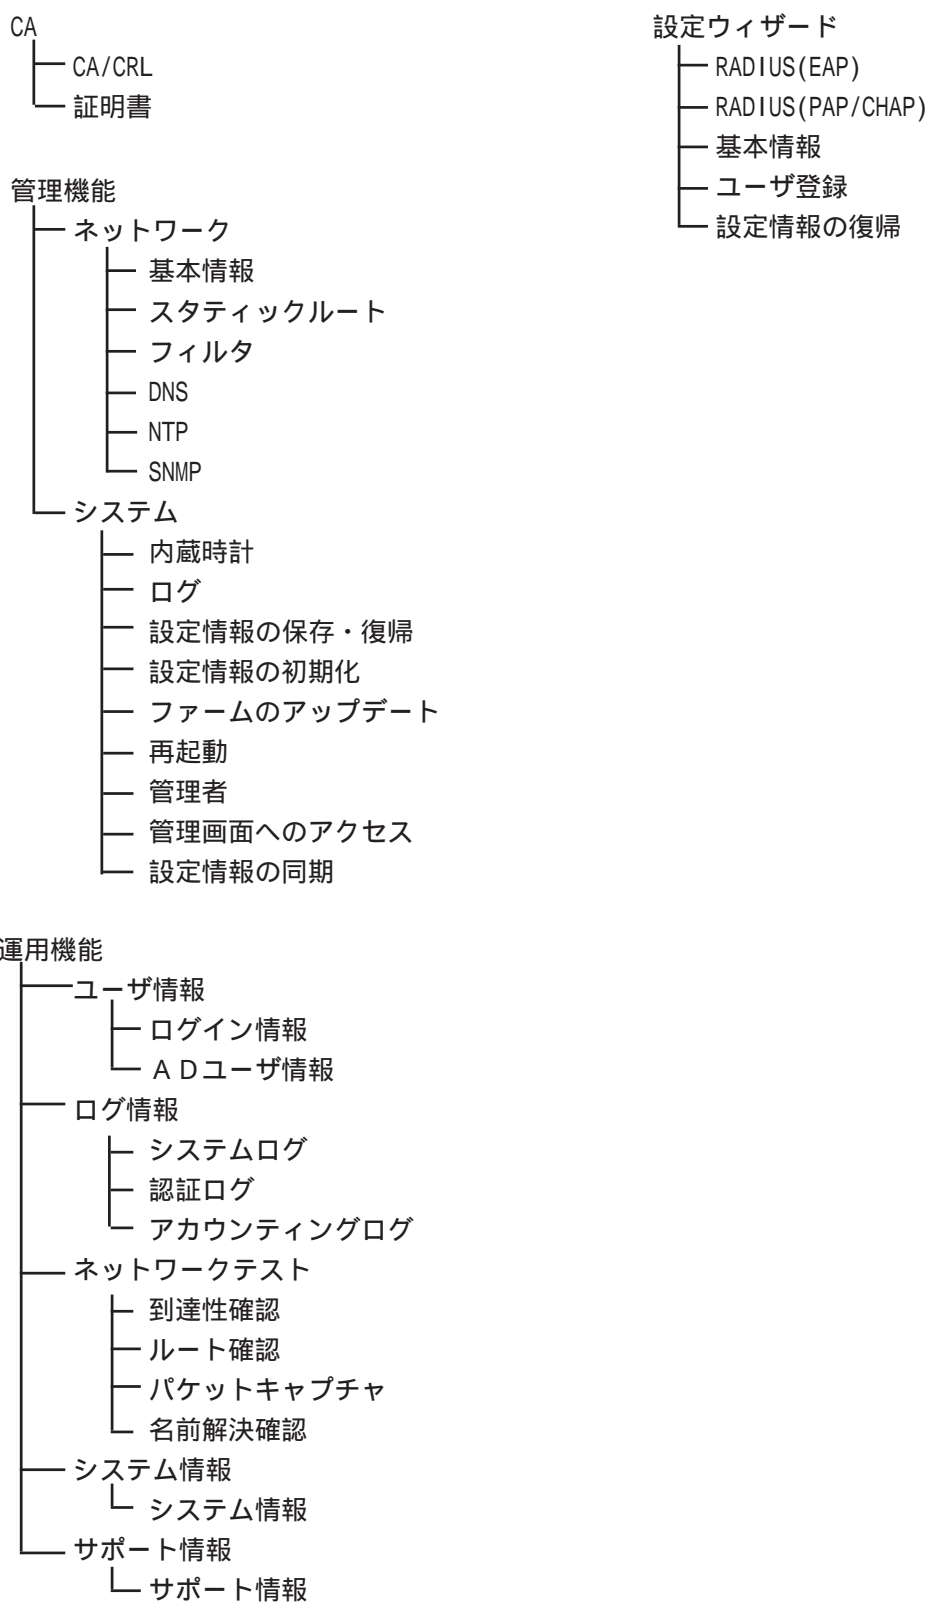 CA
CA/CRL
証明書
管理機能
ネットワーク
基本情報
スタティックルート
フィルタ
DNS
NTP
SNMP
システム
内蔵時計
ログ
設定情報の保存・復帰
設定情報の初期化
ファームのアップデート
再起動
管理者
管理画面へのアクセス
設定情報の同期
運用機能
ユーザ情報
ログイン情報
ＡＤユーザ情報
ログ情報
システムログ
認証ログ
アカウンティングログ
ネットワークテスト
到達性確認
ルート確認
パケットキャプチャ
名前解決確認
システム情報
システム情報
サポート情報
サポート情報
設定ウィザード
RADIUS(EAP)
RADIUS(PAP/CHAP)
基本情報
ユーザ登録
設定情報の復帰